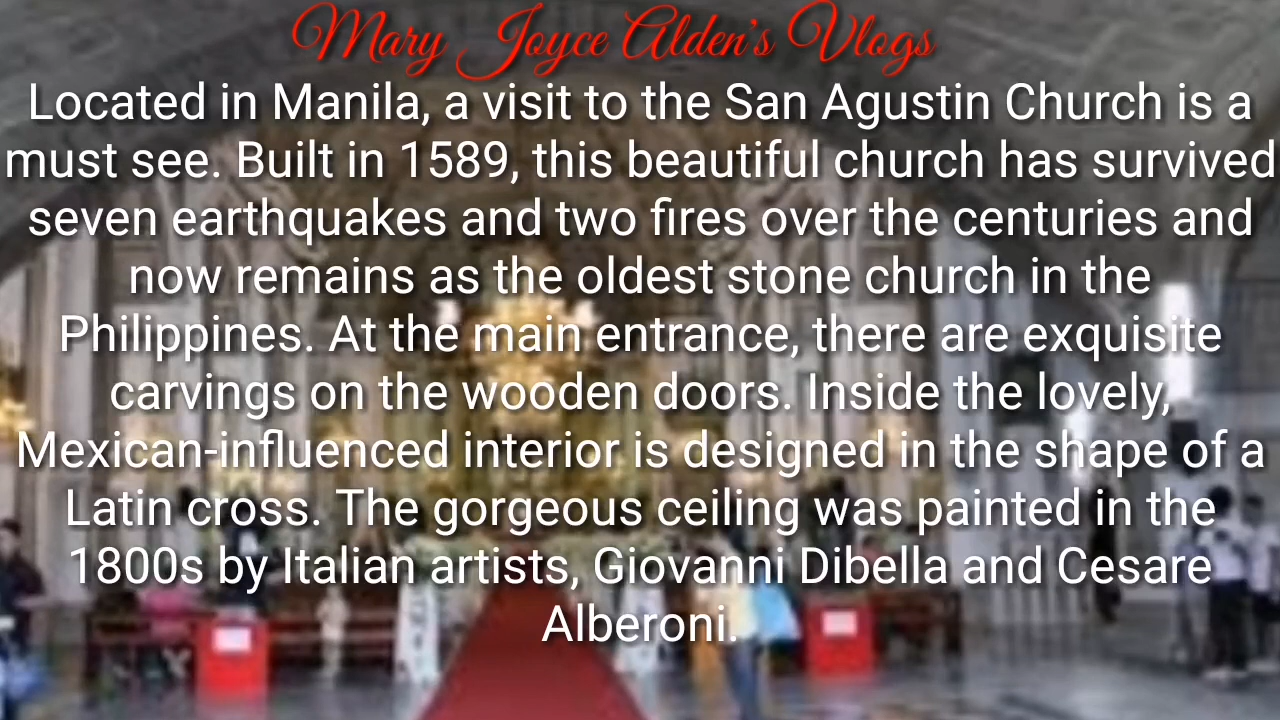 Mary Joyce Alden's Vlogs
Located in Manila, a visit to the San Agustin Church is a
must see. Built in 1589, this beautiful church has survived
seven earthquakes and two fires over the centuries and
now remains as the oldest stone church in the
Philippines. At the main entrance, there are exquisite
carvings on the wooden doors. Inside the lovely,
Mexican-influenced interior is designed in the shape of a
Latin cross. The gorgeous ceiling was painted in the
1800s by Italian artists, Giovanni Dibella and Cesare
Alberoni.